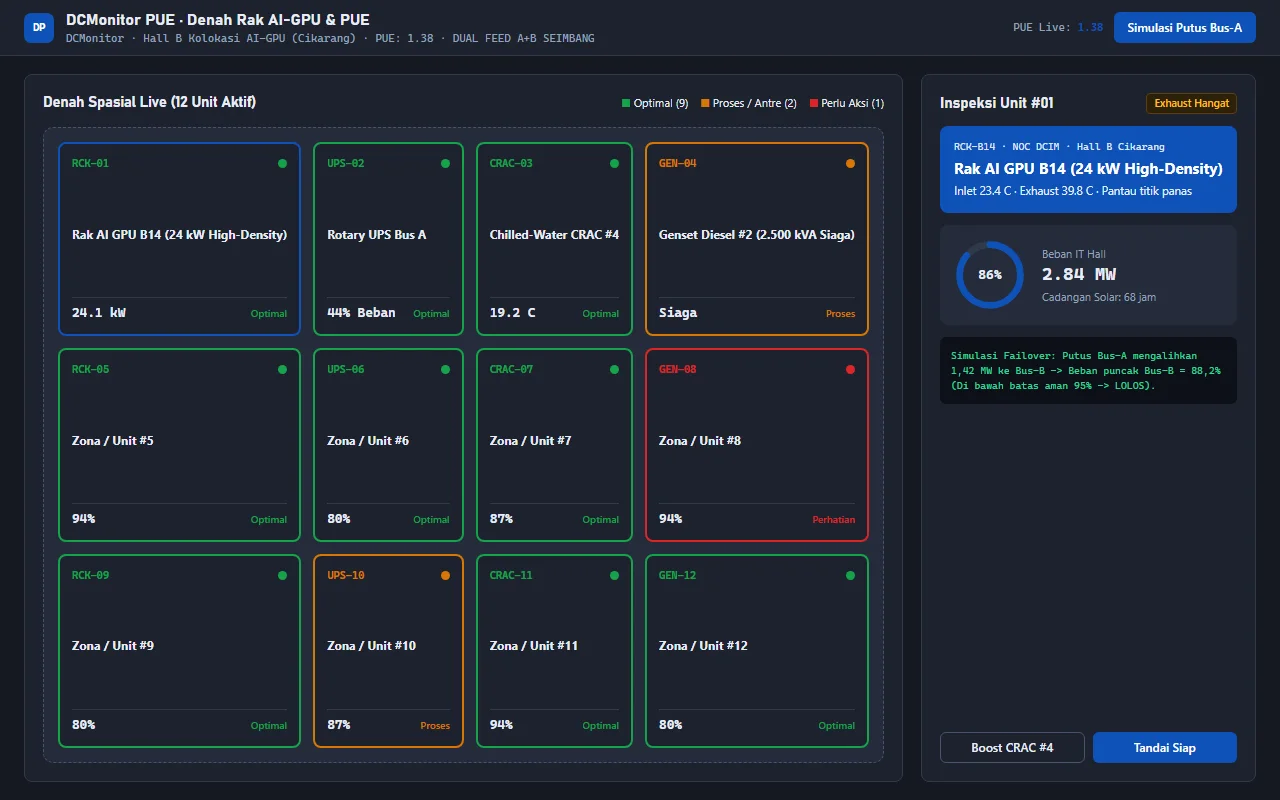 DP
DCMonitor PUE · Denah Rak AI-GPU & PUE
DCMonitor · Hall B Kolokasi AI-GPU (Cikarang) · PUE: 1.38 · DUAL FEED A+B SEIMBANG
PUE Live: 1.38
Simulasi Putus Bus-A
Denah Spasial Live (12 Unit Aktif)
Optimal (9)
Proses / Antre (2)
Perlu Aksi (1)
RCK-01
Rak AI GPU B14 (24 kW High-Density)
24.1 kW
Optimal
UPS-02
Rotary UPS Bus A
44% Beban
Optimal
CRAC-03
Chilled-Water CRAC #4
19.2 C
Optimal
GEN-04
Genset Diesel #2 (2.500 kVA Siaga)
Siaga
Proses
RCK-05
Zona / Unit #5
94%
Optimal
UPS-06
Zona / Unit #6
80%
Optimal
CRAC-07
Zona / Unit #7
87%
Optimal
GEN-08
Zona / Unit #8
94%
Perhatian
RCK-09
Zona / Unit #9
80%
Optimal
UPS-10
Zona / Unit #10
87%
Proses
CRAC-11
Zona / Unit #11
94%
Optimal
GEN-12
Zona / Unit #12
80%
Optimal
Inspeksi Unit #01
Exhaust Hangat
RCK-B14 · NOC DCIM · Hall B Cikarang
Rak AI GPU B14 (24 kW High-Density)
Inlet 23.4 C · Exhaust 39.8 C · Pantau titik panas
86%
Beban IT Hall
2.84 MW
Cadangan Solar: 68 jam
Simulasi Failover: Putus Bus-A mengalihkan
1,42 MW ke Bus-B -> Beban puncak Bus-B = 88,2%
(Di bawah batas aman 95% -> LOLOS).
Boost CRAC #4
Tandai Siap